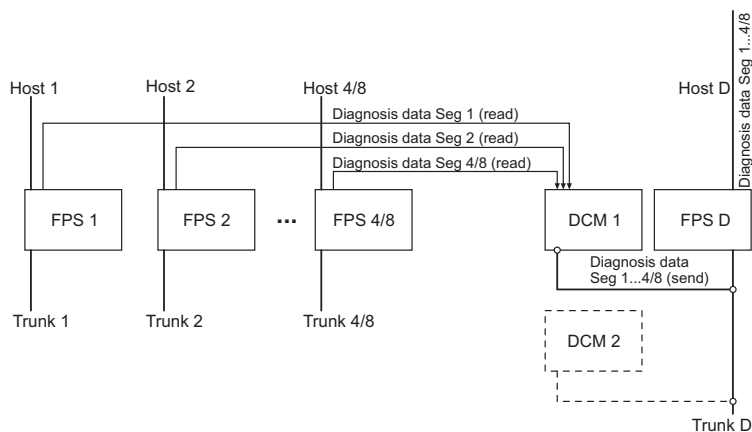 Diagnosis data Seg 1...4/8
Host 1
Host 2
Host 4/8
Host D
Diagnosis data Seg 1 (read)
Diagnosis data Seg 2 (read)
Diagnosis data Seg 4/8 (read)
FPS 1
FPS 2
...
FPS 4/8
DCM 1
FPS D
Diagnosis data
Seg 1...4/8 (send)
Trunk 1
Trunk 2
Trunk 4/8
DCM 2
Trunk D